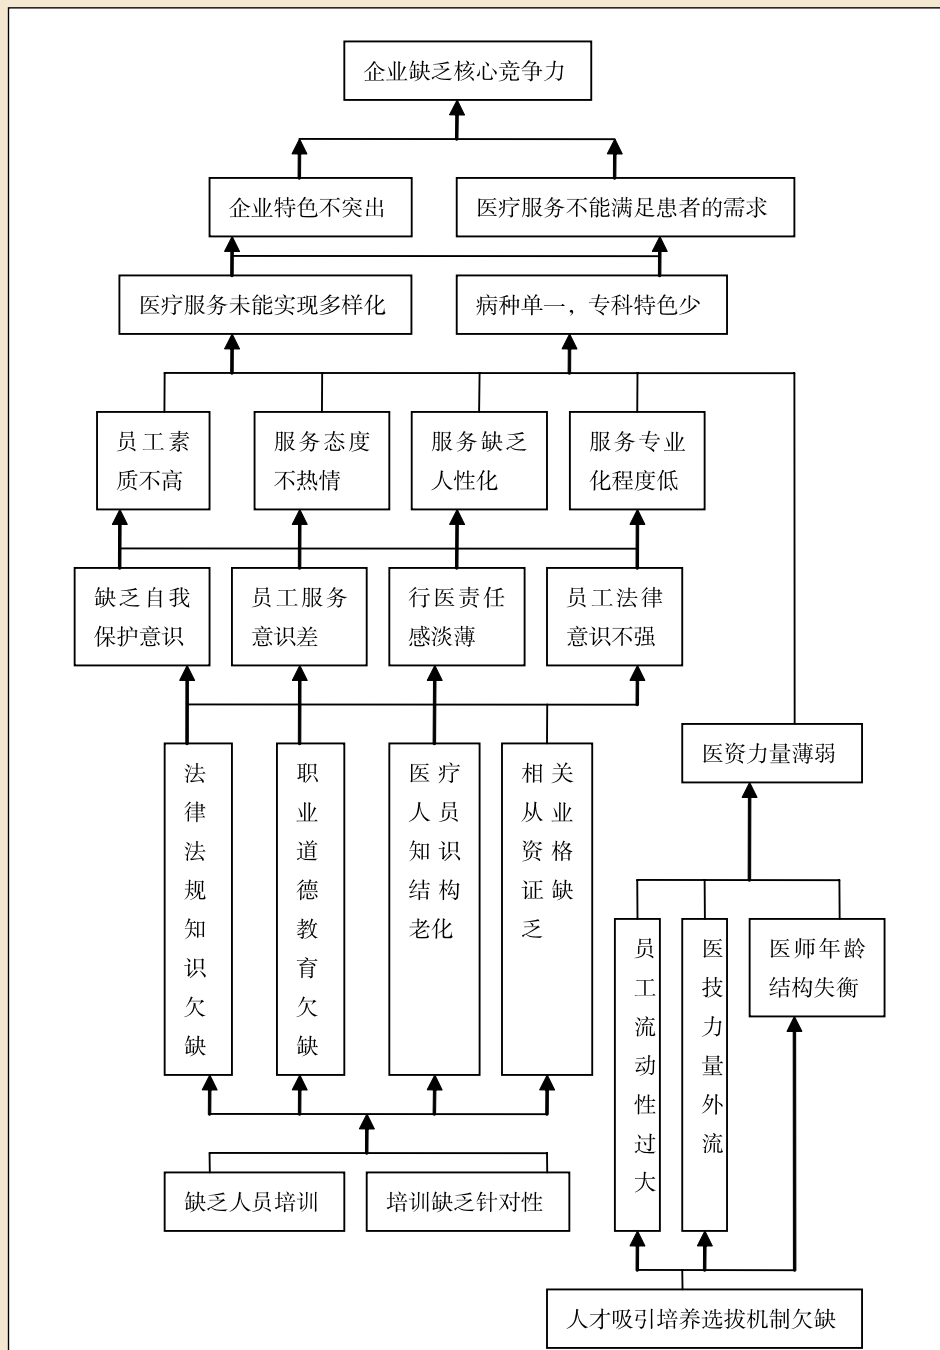 企业缺乏核心竞争力
企业特色不突出
医疗服务不能满足患者的需求
医疗服务未能实现多样化
病种单一，专科特色少
员工素
质不高
服务态度
不热情
服务缺乏
人性化
服务专业
化程度低
缺乏自我
保护意识
员工服务
意识差
行医责任
感淡薄
员工法律
意识不强
医资力量薄弱
法
律
法
规
知
识
欠
缺
职
业
道
德
教
育
欠
缺
医疗
人员
知识
结构
老化
相关
从业
资格
证缺
乏
员
工
流
动
性
过
大
医
技
力
量
外
流
医师年龄
结构失衡
缺乏人员培训
培训缺乏针对性
人才吸引培养选拔机制欠缺